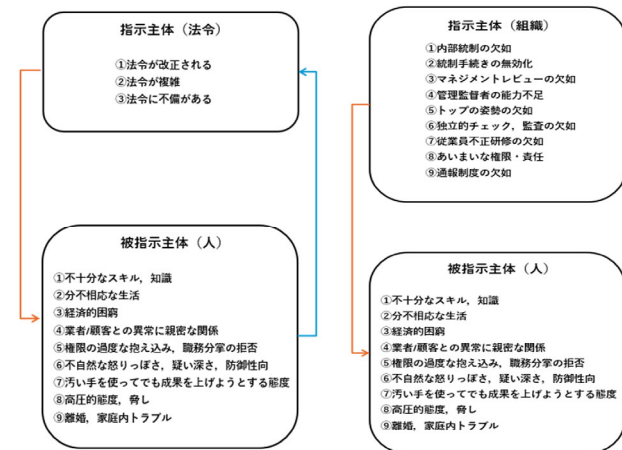 指示主体（法令）
①法令が改正される
②法令が複雑
③法令に不備がある
被指示主体（人）
①不十分なスキル，知識
②分不相応な生活
③経済的困窮
④業者/顧客との異常に親密な関係
⑤権限の過度な抱え込み，職務分掌の拒否
⑥不自然な怒りっぽさ，疑い深さ，防御性向
⑦汚い手を使ってでも成果を上げようとする態度
⑧高圧的態度，脅し
⑨離婚，家庭内トラブル
指示主体（組織）
①内部統制の欠如
②統制手続きの無効化
③マネジメントレビューの欠如
④管理監督者の能力不足
⑤トップの姿勢の欠如
⑥独立的チェック，監査の欠如
⑦従業員不正研修の欠如
⑧あいまいな権限・責任
⑨通報制度の欠如
被指示主体（人）
①不十分なスキル，知識
②分不相応な生活
③経済的困窮
④業者/顧客との異常に親密な関係
⑤権限の過度な抱え込み，職務分掌の拒否
⑥不自然な怒りっぽさ，疑い深さ，防御性向
⑦汚い手を使ってでも成果を上げようとする態度
⑧高圧的態度，脅し
⑨離婚，家庭内トラブル